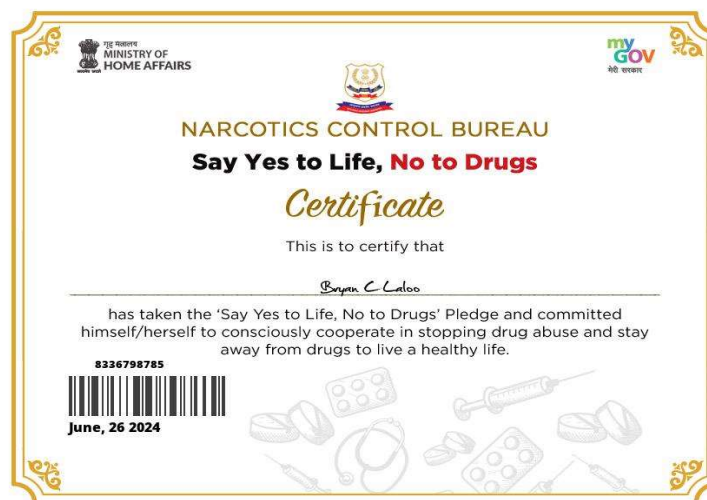 गृह मंत्रालय
MINISTRY OF
HOME AFFAIRS
my
GOV
मेरी सरकार
NARCOTICS CONTROL BUREAU
Say Yes to Life, No to Drugs
Certificate
This is to certify that
Bryan C Laloo
has taken the ‘Say Yes to Life, No to Drugs’ Pledge and committed
himself/herself to consciously cooperate in stopping drug abuse and stay
away from drugs to live a healthy life.
8336798785
June, 26 2024